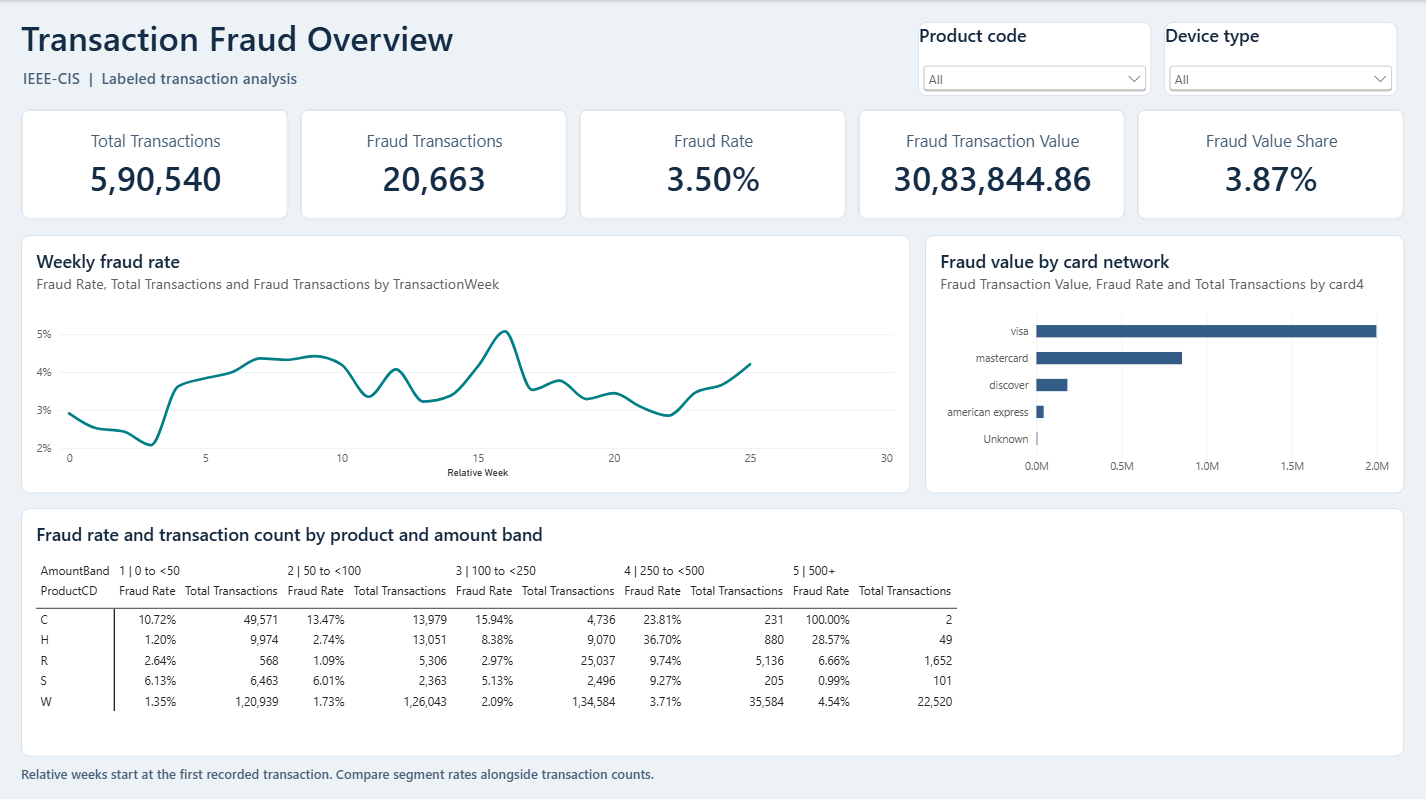 Transaction Fraud Overview
IEEE-CIS | Labeled transaction analysis
Product code
All
Device type
All
Total Transactions
5,90,540
Fraud Transactions
20,663
Fraud Rate
3.50%
Fraud Transaction Value
30,83,844.86
Fraud Value Share
3.87%
Weekly fraud rate
Fraud Rate, Total Transactions and Fraud Transactions by TransactionWeek
5%
4%
3%
2%
0 5 10 15 20 25 30
Relative Week
Fraud value by card network
Fraud Transaction Value, Fraud Rate and Total Transactions by card4
visa
mastercard
discover
american express
Unknown
0.0M 0.5M 1.0M 1.5M 2.0M
Fraud rate and transaction count by product and amount band
AmountBand 1 | 0 to <50 2 | 50 to <100 3 | 100 to <250 4 | 250 to <500 5 | 500+
ProductCD Fraud Rate Total Transactions Fraud Rate Total Transactions Fraud Rate Total Transactions Fraud Rate Total Transactions Fraud Rate Total Transactions
C 10.72% 49,571 13.47% 13,979 15.94% 4,736 23.81% 231 100.00% 2
H 1.20% 9,974 2.74% 13,051 8.38% 9,070 36.70% 880 28.57% 49
R 2.64% 568 1.09% 5,306 2.97% 25,037 9.74% 5,136 6.66% 1,652
S 6.13% 6,463 6.01% 2,363 5.13% 2,496 9.27% 205 0.99% 101
W 1.35% 1,20,939 1.73% 1,26,043 2.09% 1,34,584 3.71% 35,584 4.54% 22,520
Relative weeks start at the first recorded transaction. Compare segment rates alongside transaction counts.